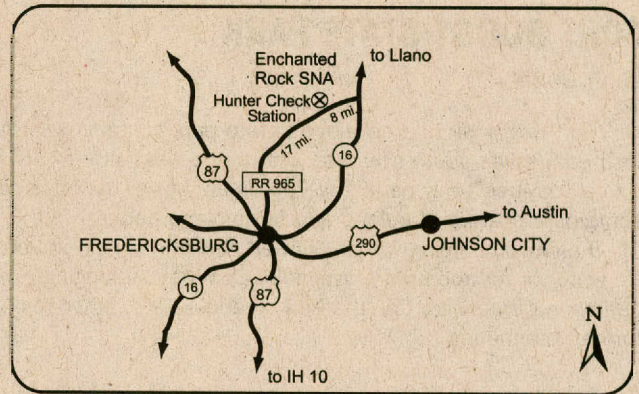 to Llano
Enchanted
Rock SNA
Hunter Check
Station
8 mi.
17 mi.
16
87
RR 965
to Austin
FREDERICKSBURG
290
JOHNSON CITY
16
87
N
to IH 10